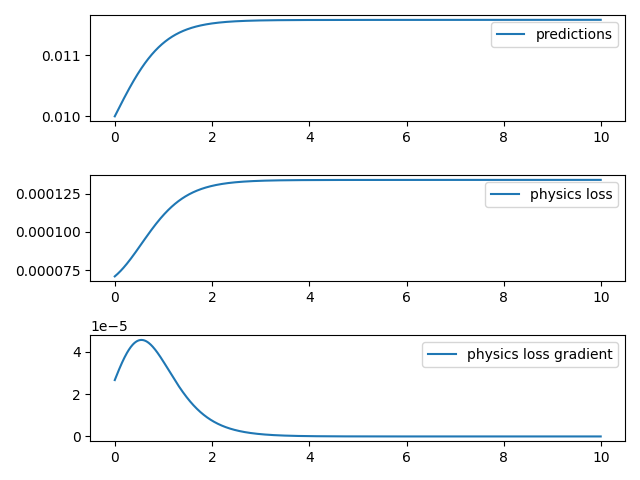 predictions
0.011
0.010
0 2 4 6 8 10
physics loss
0.000125
0.000100
0.000075
0 2 4 6 8 10
1e−5
physics loss gradient
4
2
0
0 2 4 6 8 10